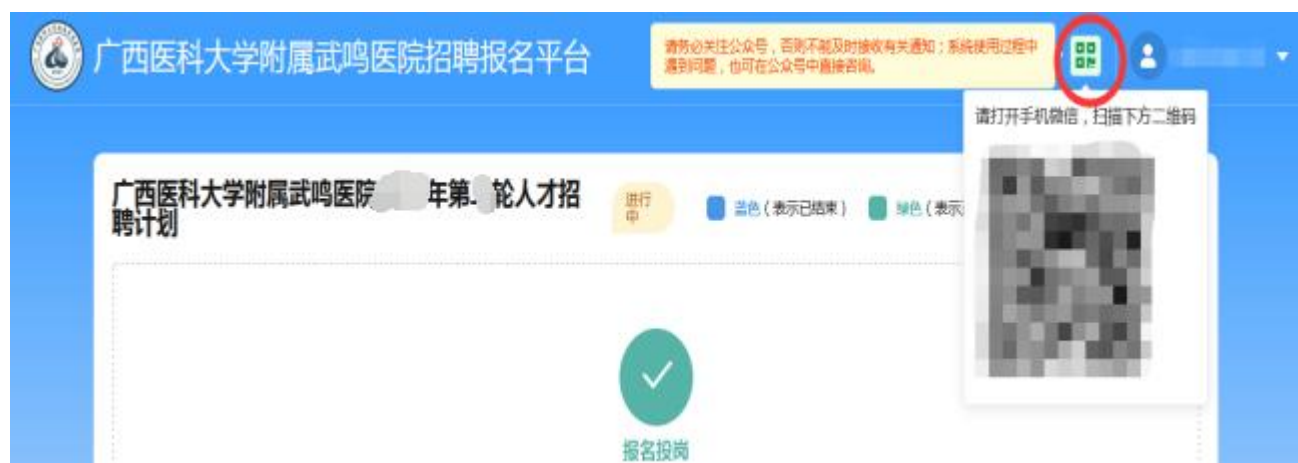 广西医科大学附属武鸣医院招聘报名平台
请务必关注公众号，否则不能及时接收有关通知；系统使用过程中
遇到问题，也可在公众号中直接咨询。
请打开手机微信，扫描下方二维码
广西医科大学附属武鸣医院 年第 轮人才招
聘计划
进行
中
蓝色（表示已结束）
绿色（表示
报名投岗